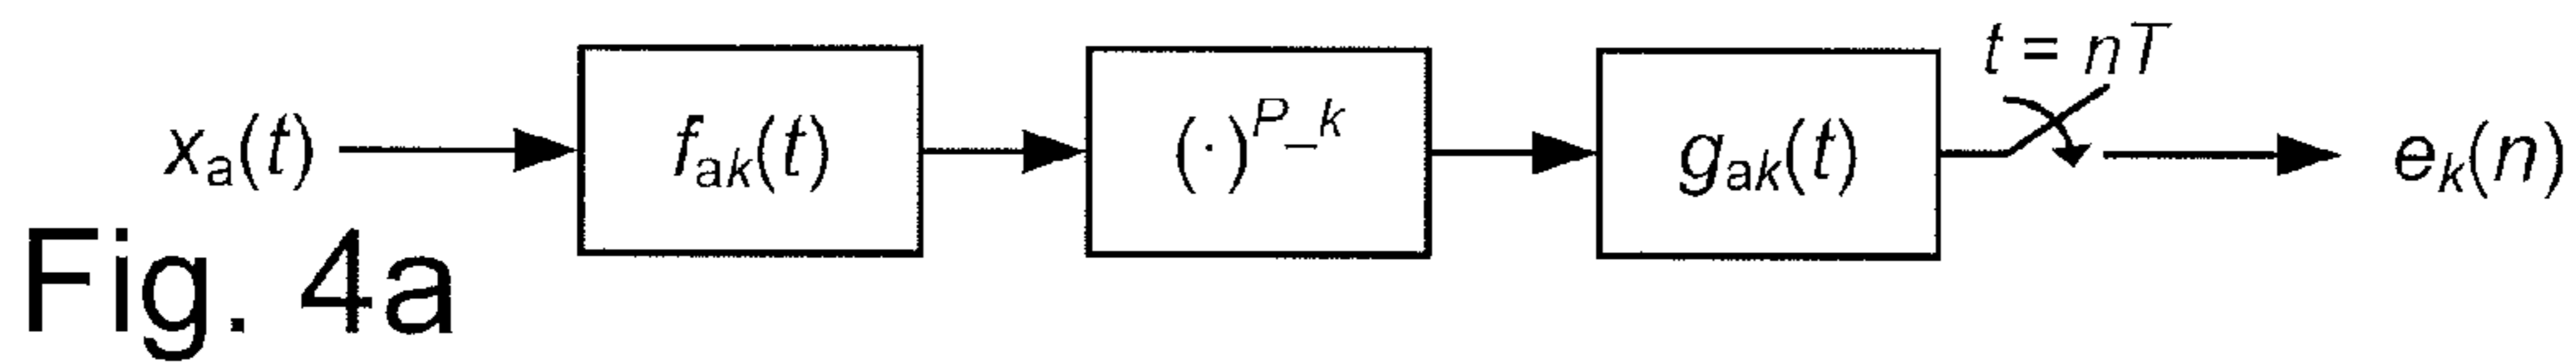 t = nT
xₐ(t) fₐₖ(t) (·)^P_k gₐₖ(t) eₖ(n)
Fig. 4a